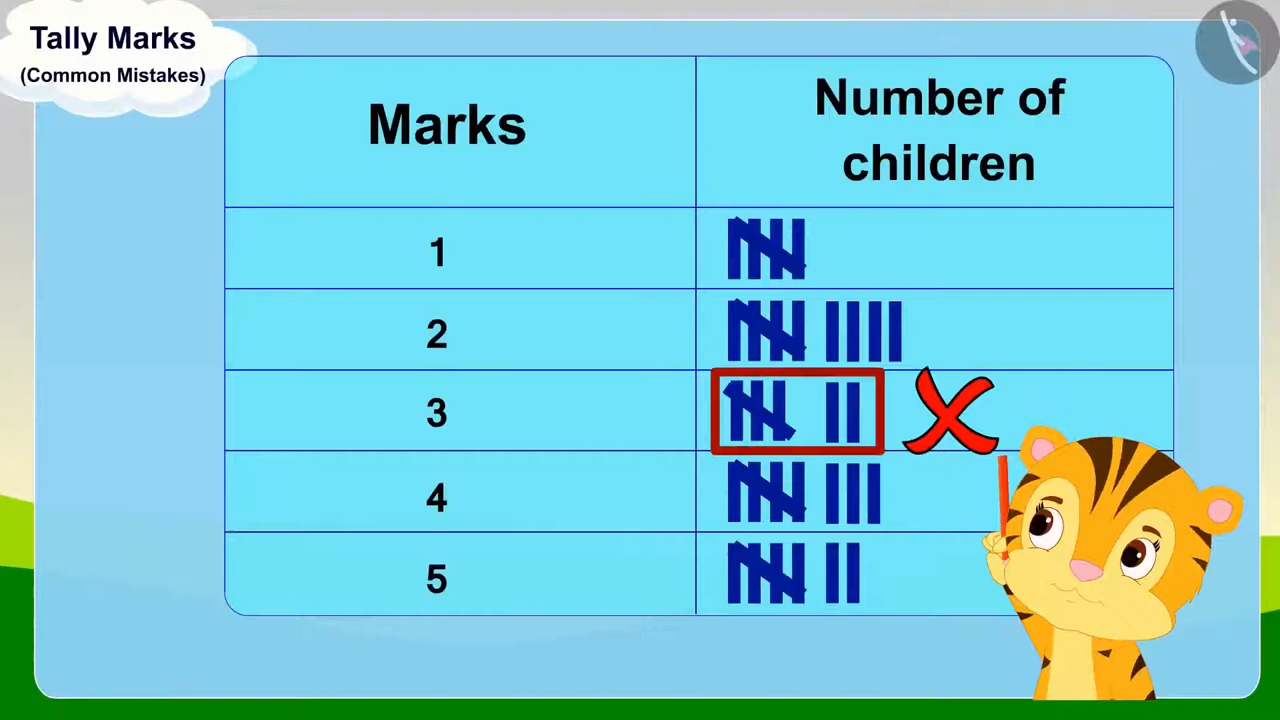 Tally Marks
(Common Mistakes)
Marks
Number of
children
1
2
3
4
5